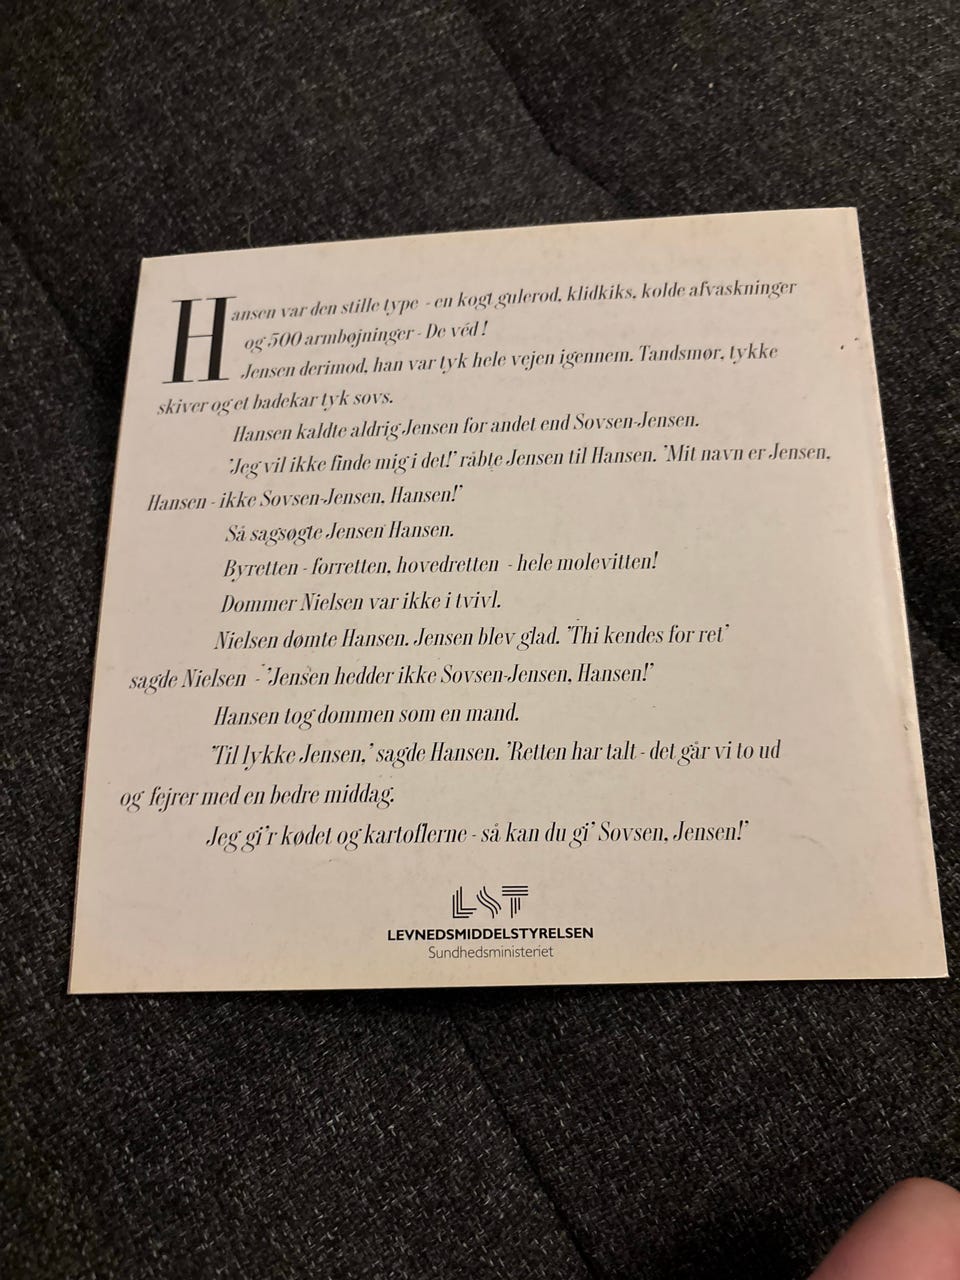 Hansen var den stille type - en kogt gulerod, klidkiks, kolde afvaskninger
og 500 armbøjninger - De véd!
Jensen derimod, han var tyk hele vejen igennem. Tandsmør, tykke
skiver og et badekar tyk sovs.
Hansen kaldte aldrig Jensen for andet end Sovsen-Jensen.
'Jeg vil ikke finde mig i det!' råbte Jensen til Hansen. 'Mit navn er Jensen,
Hansen - ikke Sovsen-Jensen, Hansen!'
Så sagsøgte Jensen Hansen.
Byretten - forretten, hovedretten - hele molevitten!
Dommer Nielsen var ikke i tvivl.
Nielsen dømte Hansen. Jensen blev glad. 'Thi kendes for ret'
sagde Nielsen - 'Jensen hedder ikke Sovsen-Jensen, Hansen!'
Hansen tog dommen som en mand.
'Til lykke Jensen,' sagde Hansen. 'Retten har talt - det går vi to ud
og fejrer med en bedre middag.
Jeg gi'r kødet og kartoflerne - så kan du gi' Sovsen, Jensen!'
LST
LEVNEDSMIDDELSTYRELSEN
Sundhedsministeriet